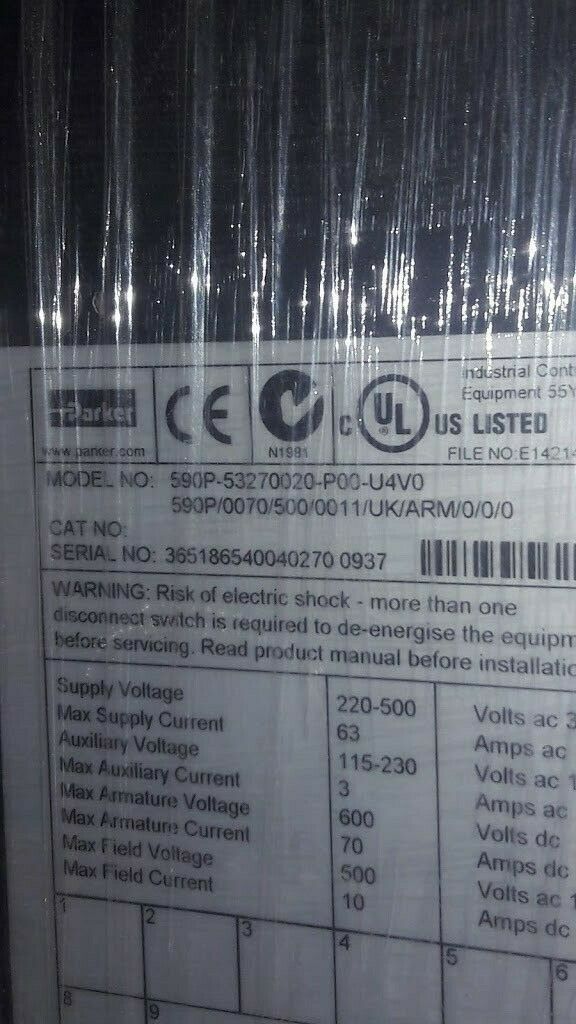 Parker
www.parker.com
CE
N1981
C UL US LISTED
Industrial Cont
Equipment 55Y
FILE NO:E14214
MODEL NO: 590P-53270020-P00-U4V0
590P/0070/500/0011/UK/ARM/0/0/0
CAT NO:
SERIAL NO: 365186540040270 0937
WARNING: Risk of electric shock - more than one
disconnect switch is required to de-energise the equipm
before servicing. Read product manual before installatio
Supply Voltage 220-500 Volts ac 3
Max Supply Current 63 Amps ac
Auxiliary Voltage 115-230 Volts ac 1
Max Auxiliary Current 3 Amps ac
Max Armature Voltage 600 Volts dc
Max Armature Current 70 Amps dc
Max Field Voltage 500 Volts ac 1
Max Field Current 10 Amps dc
1 2 3 4 5 6
8 9